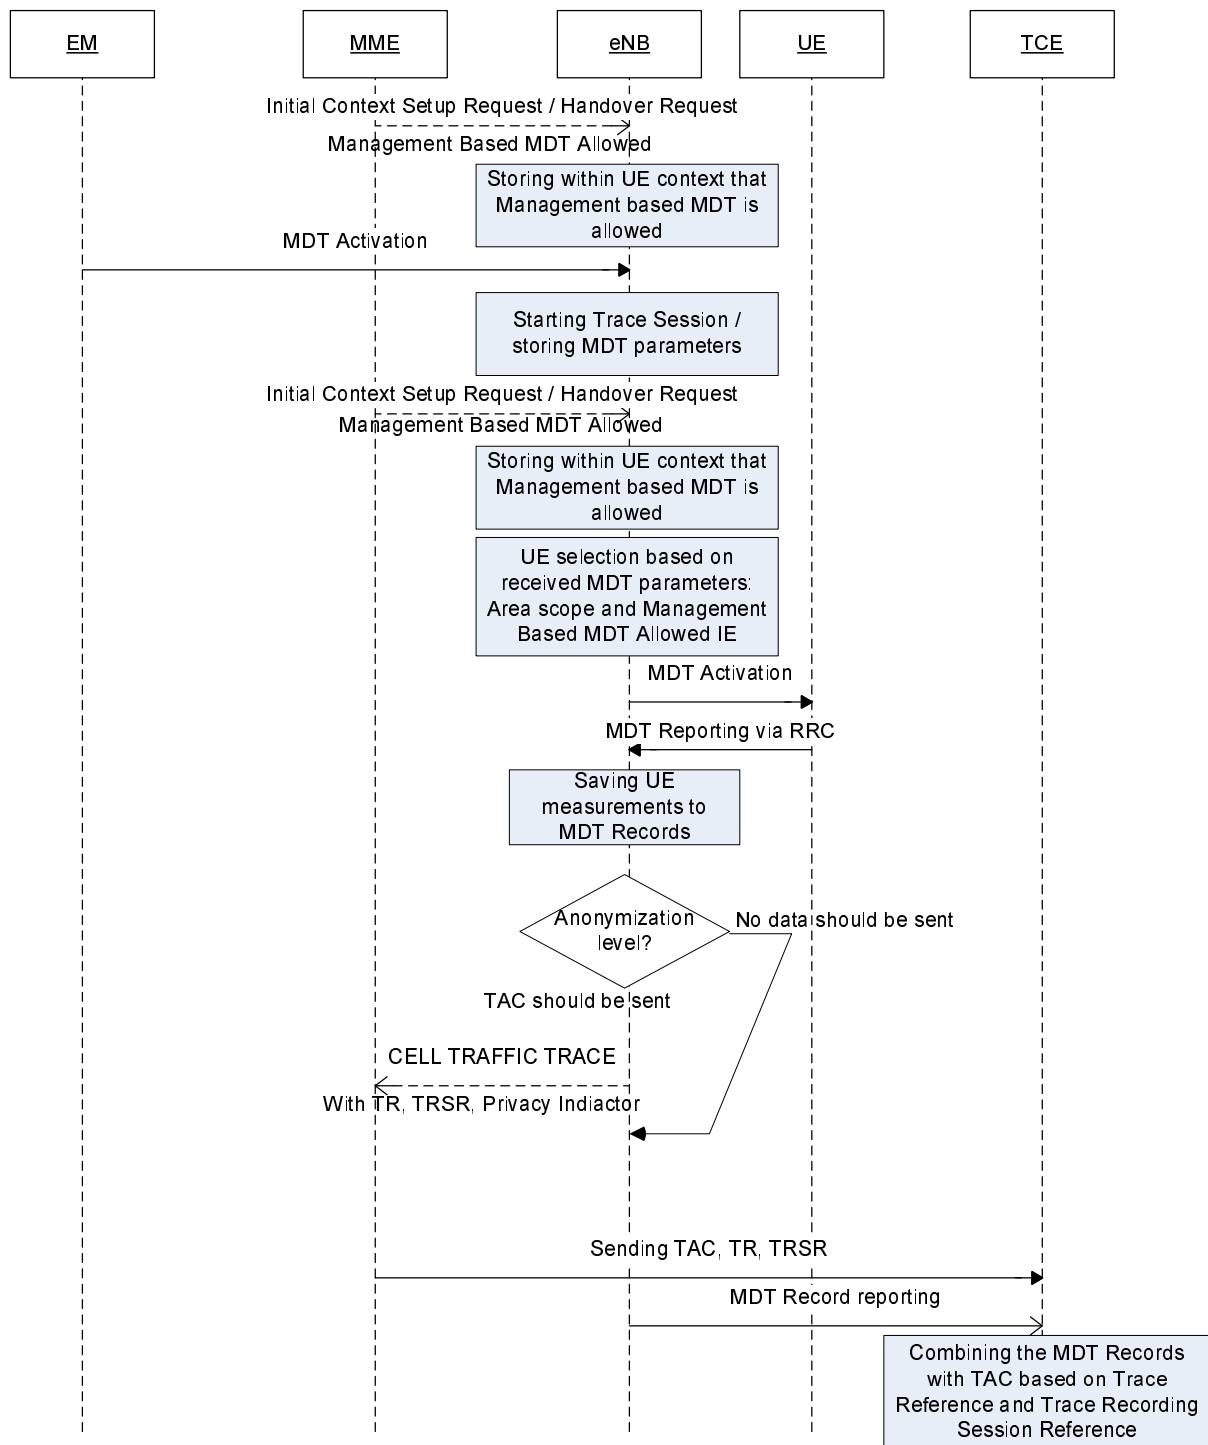 EM
MME
eNB
UE
TCE
Initial Context Setup Request / Handover Request
Management Based MDT Allowed
Storing within UE context that
Management based MDT is
allowed
MDT Activation
Starting Trace Session /
storing MDT parameters
Initial Context Setup Request / Handover Request
Management Based MDT Allowed
Storing within UE context that
Management based MDT is
allowed
UE selection based on
received MDT parameters:
Area scope and Management
Based MDT Allowed IE
MDT Activation
MDT Reporting via RRC
Saving UE
measurements to
MDT Records
Anonymization
level?
No data should be sent
TAC should be sent
CELL TRAFFIC TRACE
With TR, TRSR, Privacy Indiactor
Sending TAC, TR, TRSR
MDT Record reporting
Combining the MDT Records
with TAC based on Trace
Reference and Trace Recording
Session Reference